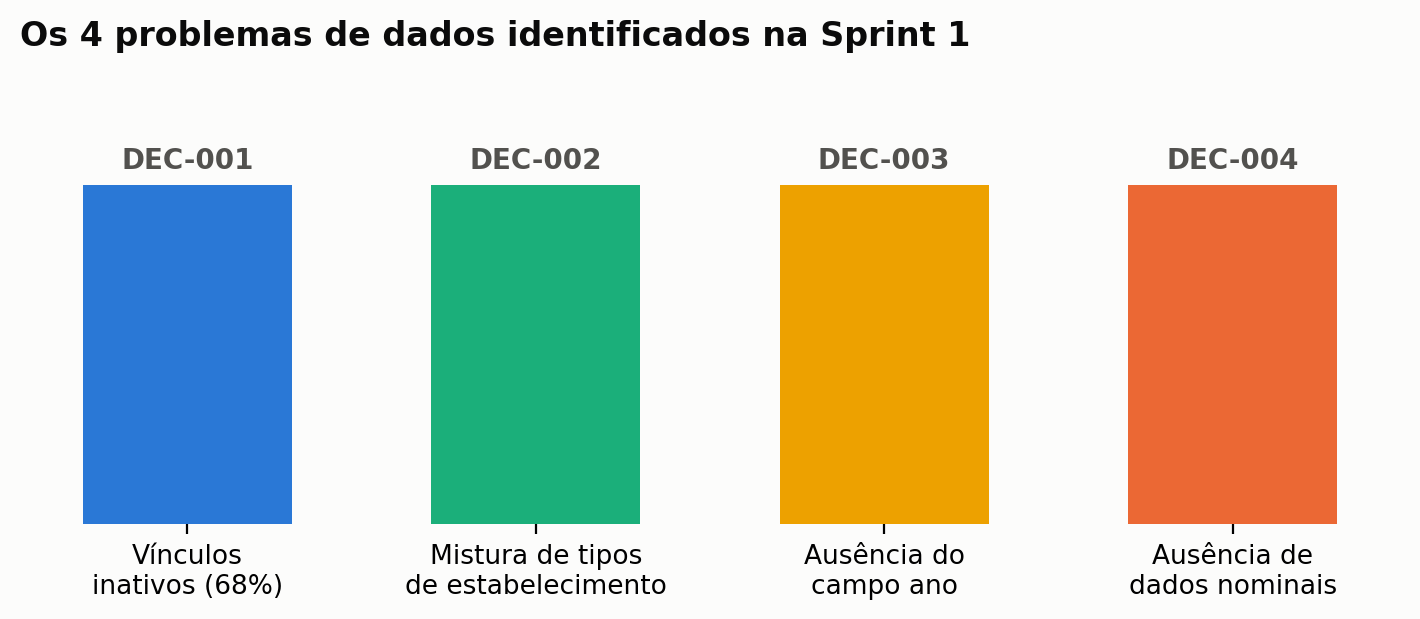 Os 4 problemas de dados identificados na Sprint 1
DEC-001
DEC-002
DEC-003
DEC-004
Vínculos
inativos (68%)
Mistura de tipos
de estabelecimento
Ausência do
campo ano
Ausência de
dados nominais